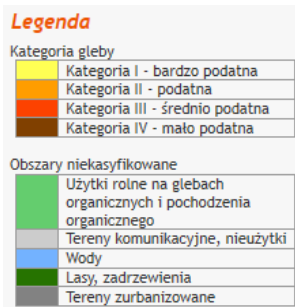 Legenda
Kategoria gleby
Kategoria I - bardzo podatna
Kategoria II - podatna
Kategoria III - średnio podatna
Kategoria IV - mało podatna
Obszary niekasyfikowane
Użytki rolne na glebach
organicznych i pochodzenia
organicznego
Tereny komunikacyjne, nieużytki
Wody
Lasy, zadrzewienia
Tereny zurbanizowane